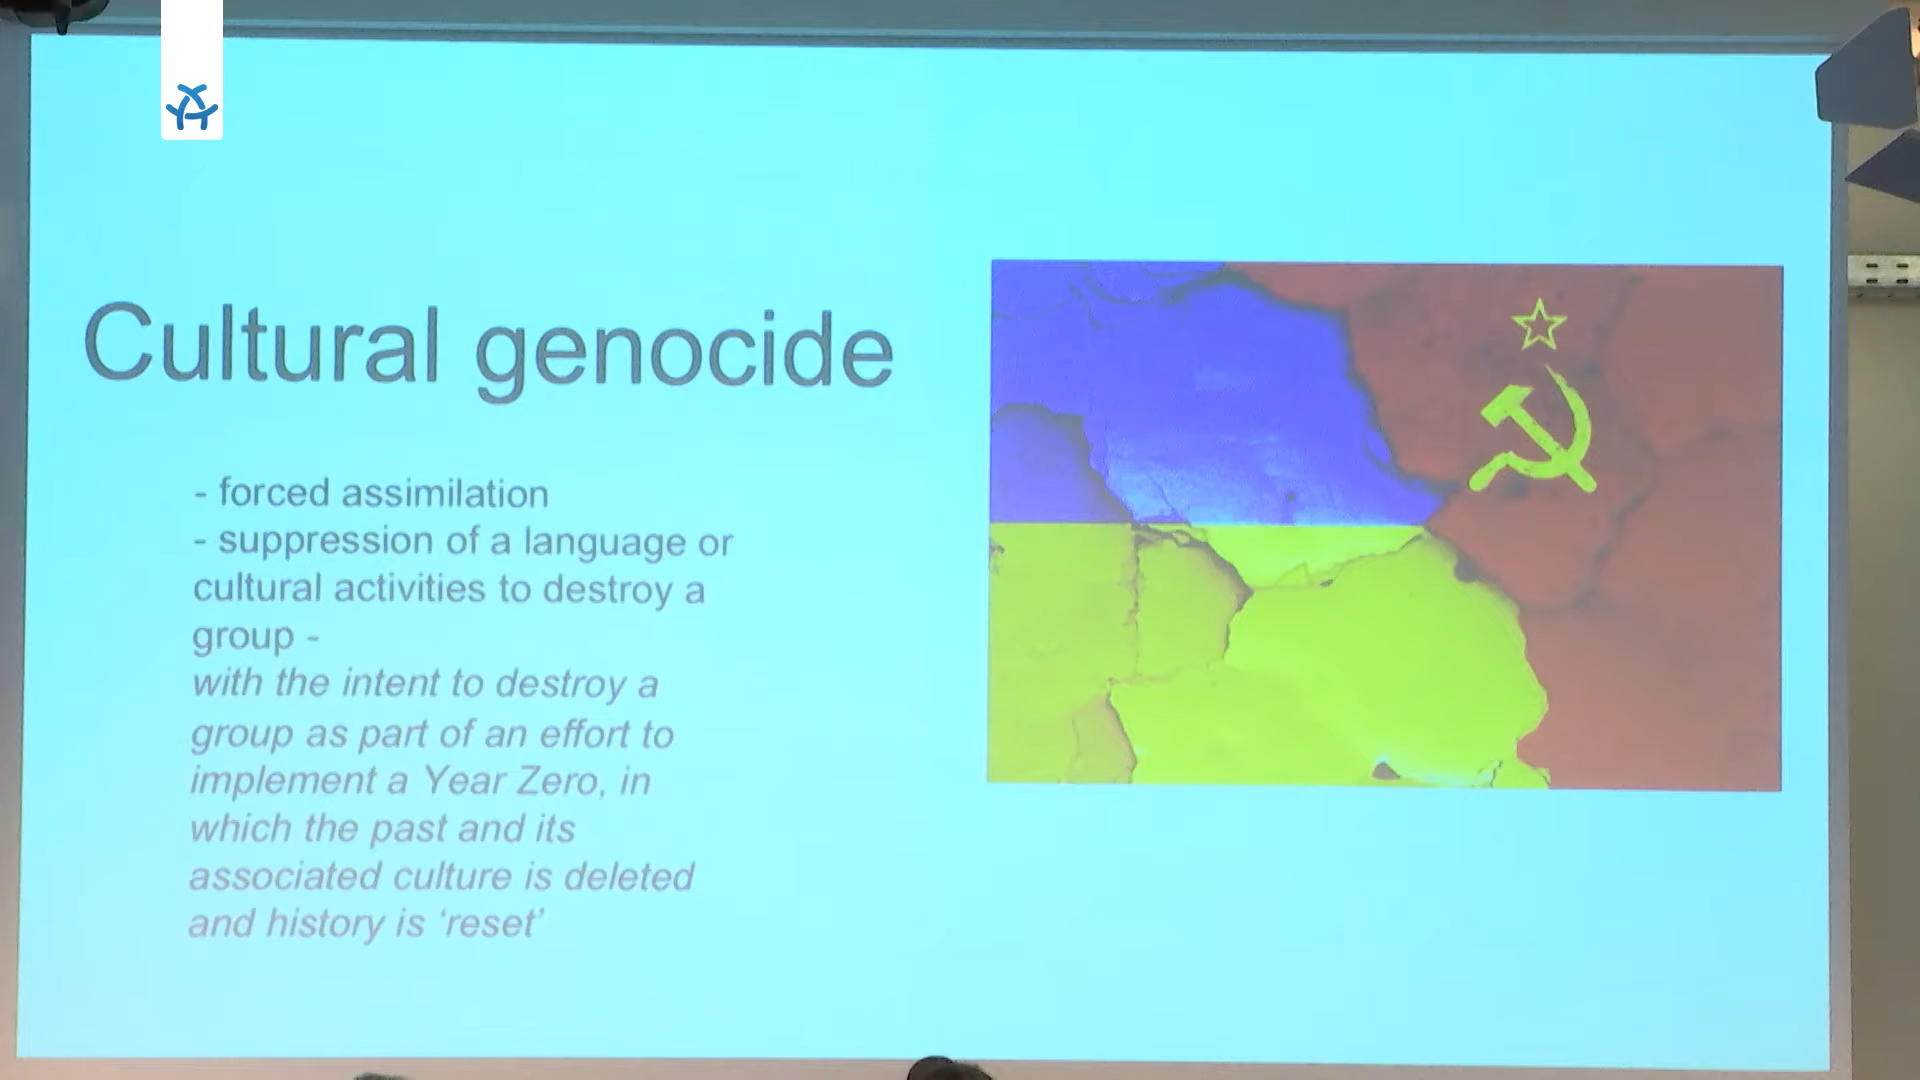 Cultural genocide
- forced assimilation
- suppression of a language or
cultural activities to destroy a
group -
with the intent to destroy a
group as part of an effort to
implement a Year Zero, in
which the past and its
associated culture is deleted
and history is ‘reset’